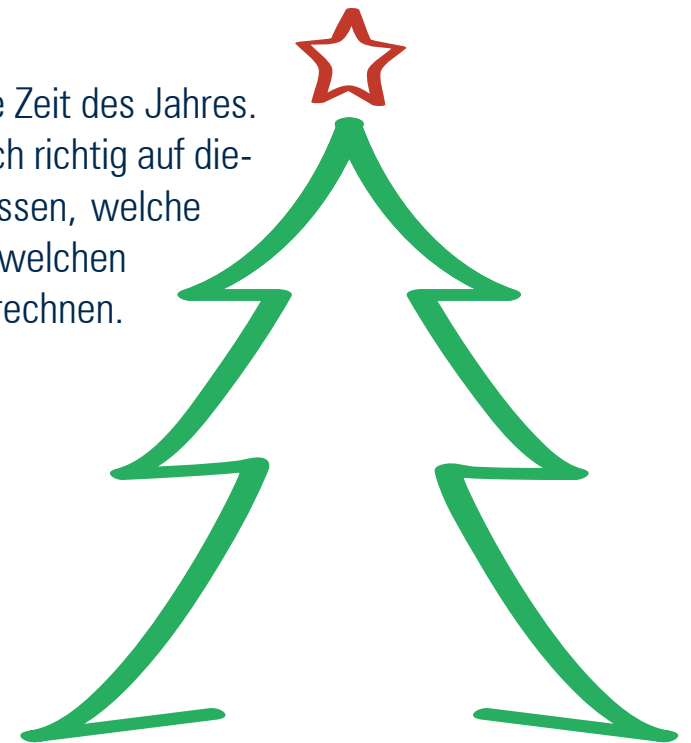 e Zeit des Jahres.
ch richtig auf die-
ssen, welche
welchen
rechnen.